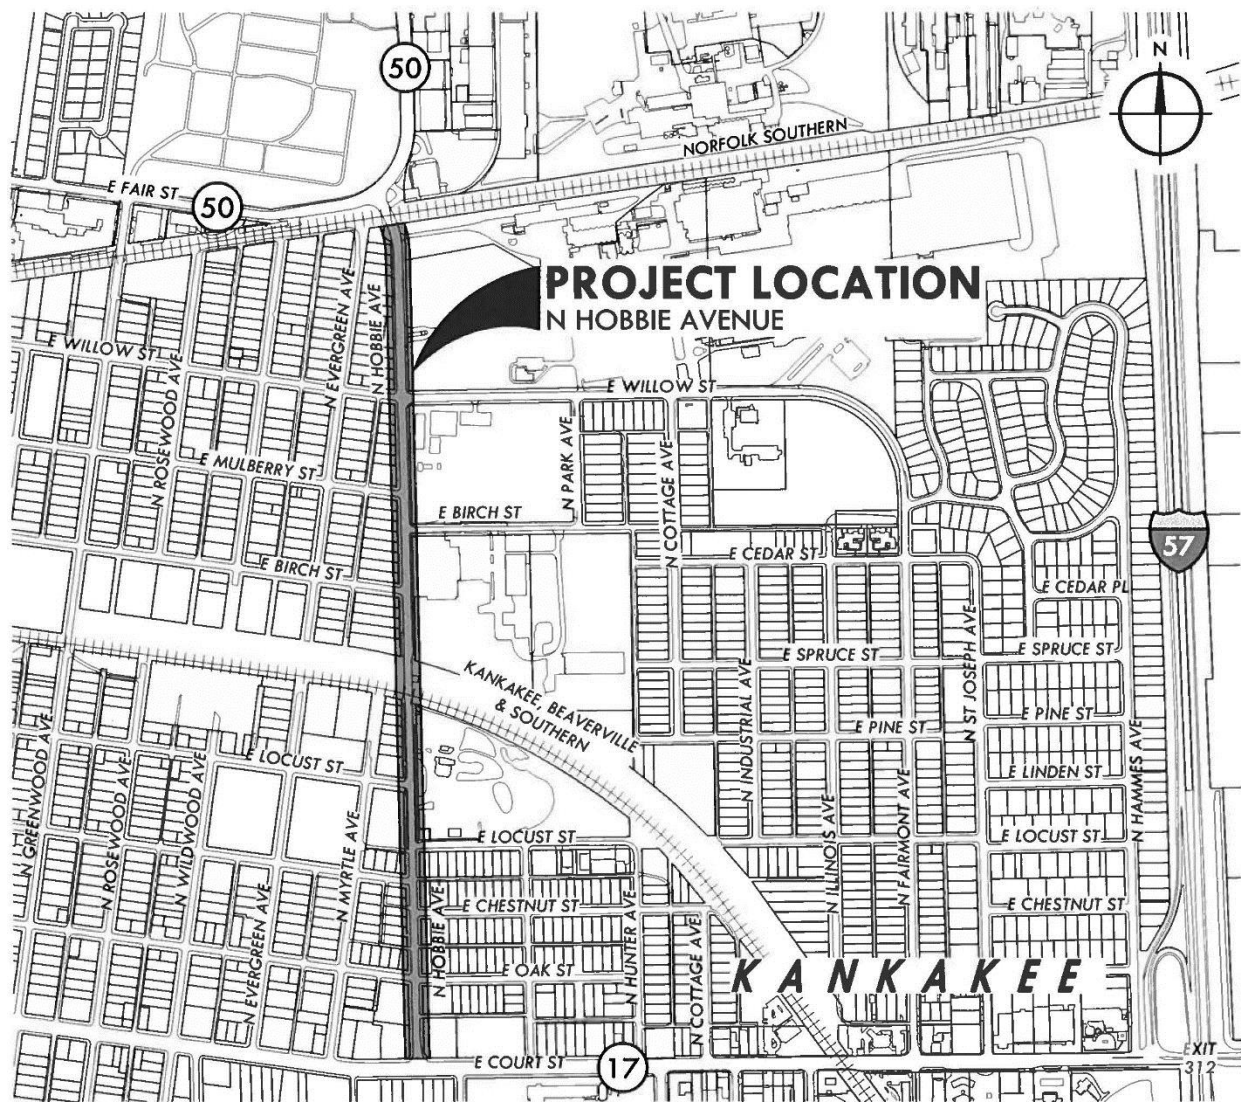 50
N
NORFOLK SOUTHERN
E FAIR ST
50
PROJECT LOCATION
N HOBBIE AVENUE
N EVERGREEN AVE
N HOBBIE AVE
E WILLOW ST
N ROSEWOOD AVE
E WILLOW ST
N PARK AVE
N COTTAGE AVE
E MULBERRY ST
E BIRCH ST
E CEDAR ST
57
E BIRCH ST
E CEDAR PL
E SPRUCE ST
E SPRUCE ST
N ST JOSEPH AVE
KANKAKEE, BEAVERVILLE
& SOUTHERN
N INDUSTRIAL AVE
E PINE ST
E PINE ST
N GREENWOOD AVE
E LOCUST ST
N ROSEWOOD AVE
N WILDWOOD AVE
E LINDEN ST
N HAMMES AVE
N MYRTLE AVE
E LOCUST ST
N ILLINOIS AVE
N FAIRMONT AVE
E LOCUST ST
N EVERGREEN AVE
N HOBBIE AVE
E CHESTNUT ST
N HUNTER AVE
N COTTAGE AVE
E CHESTNUT ST
E OAK ST
KANKAKEE
E COURT ST
17
EXIT
312